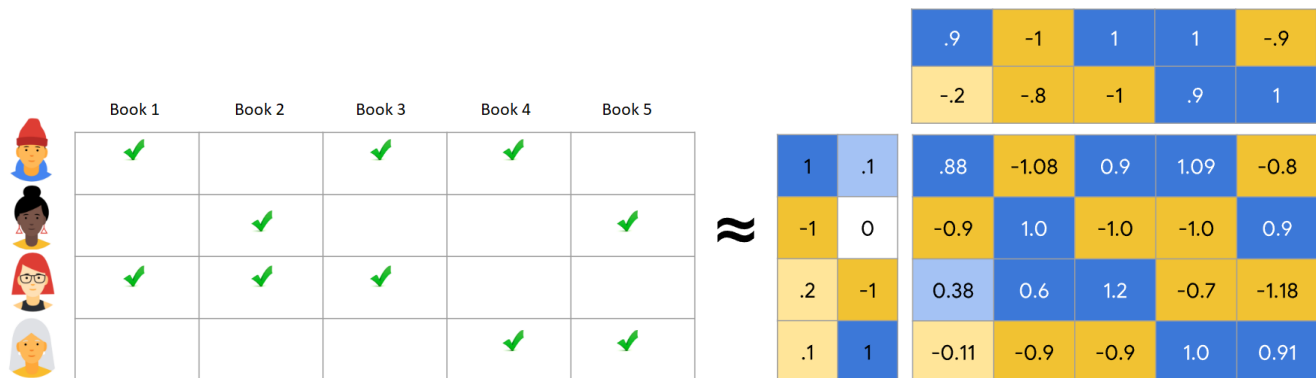 .9 -1 1 1 -.9
-.2 -.8 -1 .9 1
Book 1 Book 2 Book 3 Book 4 Book 5
1 .1 .88 -1.08 0.9 1.09 -0.8
≈ -1 0 -0.9 1.0 -1.0 -1.0 0.9
.2 -1 0.38 0.6 1.2 -0.7 -1.18
.1 1 -0.11 -0.9 -0.9 1.0 0.91